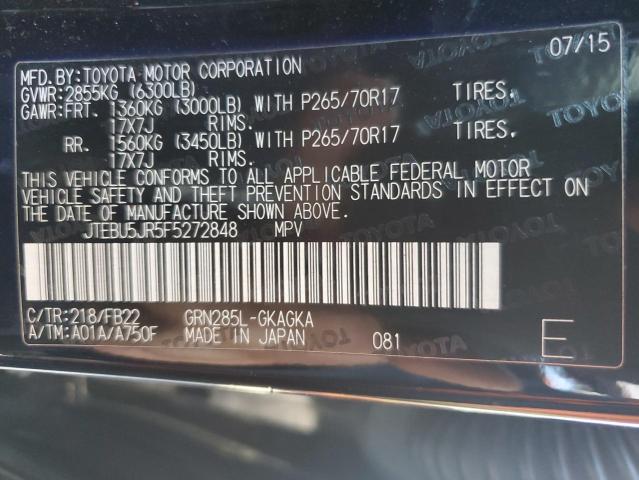 07/15
MFD.BY:TOYOTA MOTOR CORPORATION
GVWR:2855KG (6300LB)
GAWR:FRT. 1360KG (3000LB) WITH P265/70R17 TIRES.
17X7J RIMS.
RR. 1560KG (3450LB) WITH P265/70R17 TIRES.
17X7J RIMS.
THIS VEHICLE CONFORMS TO ALL APPLICABLE FEDERAL MOTOR
VEHICLE SAFETY AND THEFT PREVENTION STANDARDS IN EFFECT ON
THE DATE OF MANUFACTURE SHOWN ABOVE.
JTEBU5JR5F5272848 MPV
C/TR:218/FB22 GRN285L-GKAGKA
A/TM:A01A/A750F MADE IN JAPAN 081 E